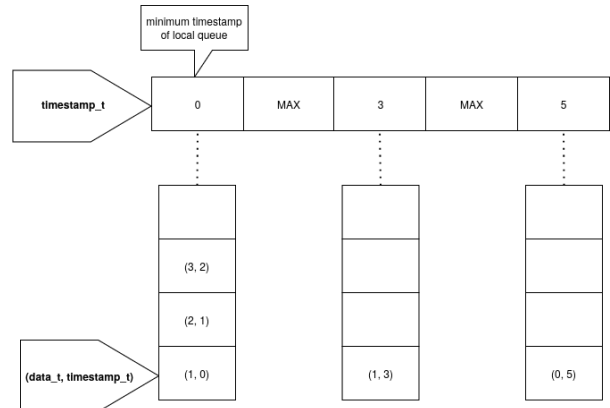 minimum timestamp
of local queue
timestamp_t
0 MAX 3 MAX 5
(3, 2)
(2, 1)
(data_t, timestamp_t)
(1, 0) (1, 3) (0, 5)